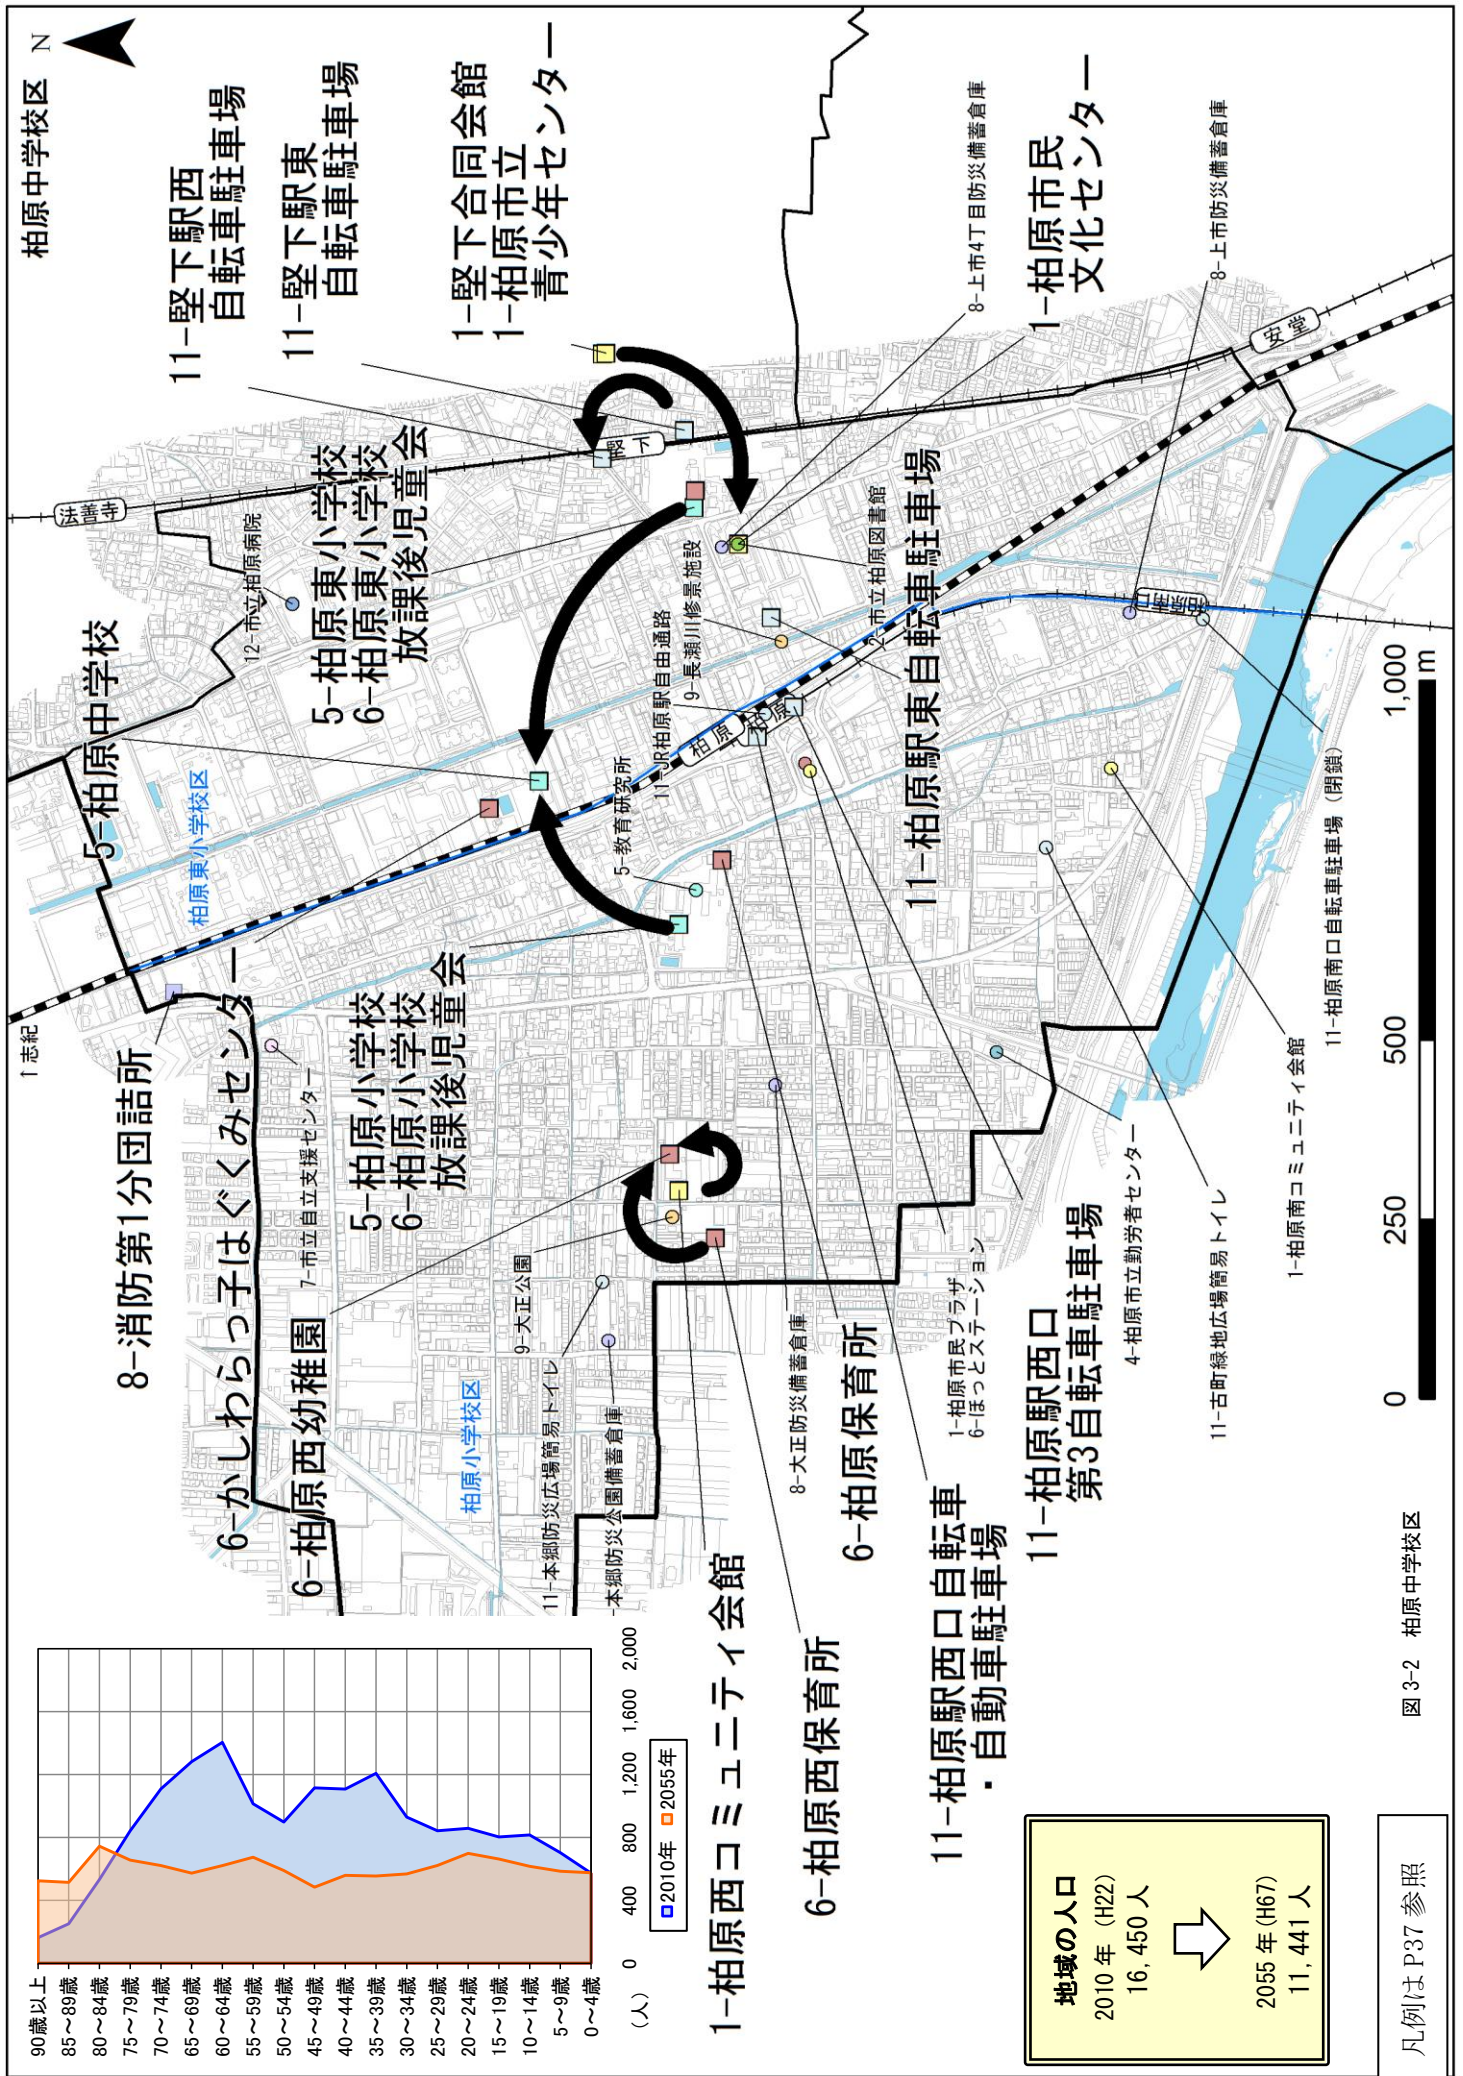 柏原中学校区
N
11-堅下駅西
自転車駐車場
11-堅下駅東
自転車駐車場
1-堅下合同会館
1-柏原市立
青少年センター
8-上市4丁目防災備蓄倉庫
1-柏原市民
文化センター
8-上市防災備蓄倉庫
法善寺
堅下
安堂
12-市立柏原病院
5-柏原東小学校
6-柏原東小学校
放課後児童会
5-柏原中学校
柏原東小学校区
9-長瀬川修景施設
11-JR柏原駅自由通路
2-市立柏原図書館
11-柏原駅東自転車駐車場
柏原
柏原
柏原南口
5-教育研究所
志紀
8-消防第1分団詰所
6-かしわらっ子はぐくみセンター
7-市立自立支援センター
6-柏原西幼稚園
5-柏原小学校
6-柏原小学校
放課後児童会
9-大正公園
11-本郷防災広場簡易トイレ
-本郷防災公園備蓄倉庫
柏原小学校区
8-大正防災備蓄倉庫
6-柏原保育所
1-柏原市民プラザ
6-ほっとステーション
11-柏原駅西口
第3自転車駐車場
4-柏原市立勤労者センター
11-古町緑地広場簡易トイレ
1-柏原南コミュニティ会館
11-柏原南口自転車駐車場（閉鎖）
1-柏原西コミュニティ会館
6-柏原西保育所
11-柏原駅西口自転車
・自動車駐車場
0 250 500 1,000
m
90歳以上
85～89歳
80～84歳
75～79歳
70～74歳
65～69歳
60～64歳
55～59歳
50～54歳
45～49歳
40～44歳
35～39歳
30～34歳
25～29歳
20～24歳
15～19歳
10～14歳
5～9歳
0～4歳
（人）
0 400 800 1,200 1,600 2,000
2010年 2055年
地域の人口
2010 年 (H22)
16,450 人
2055 年(H67)
11,441 人
図 3-2 柏原中学校区
凡例は P37 参照